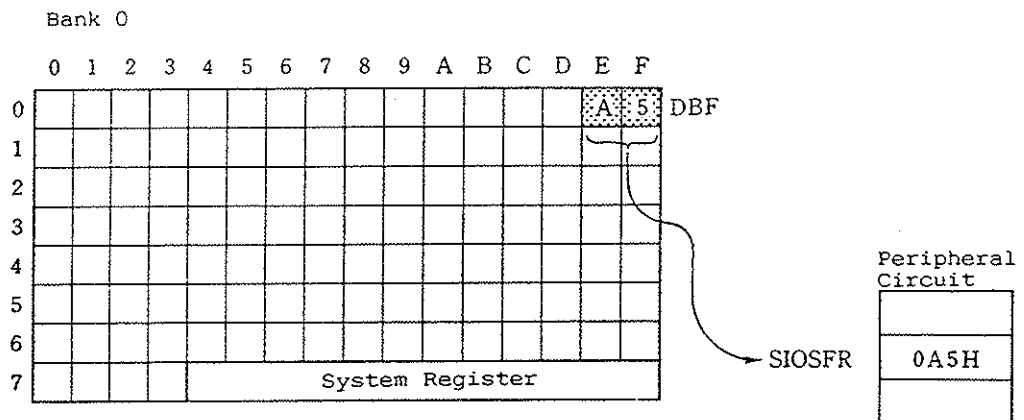 Bank 0
0 1 2 3 4 5 6 7 8 9 A B C D E F
0 A 5 DBF
1
2
3
4
5
6
7 System Register
Peripheral
Circuit
SIOSFR 0A5H